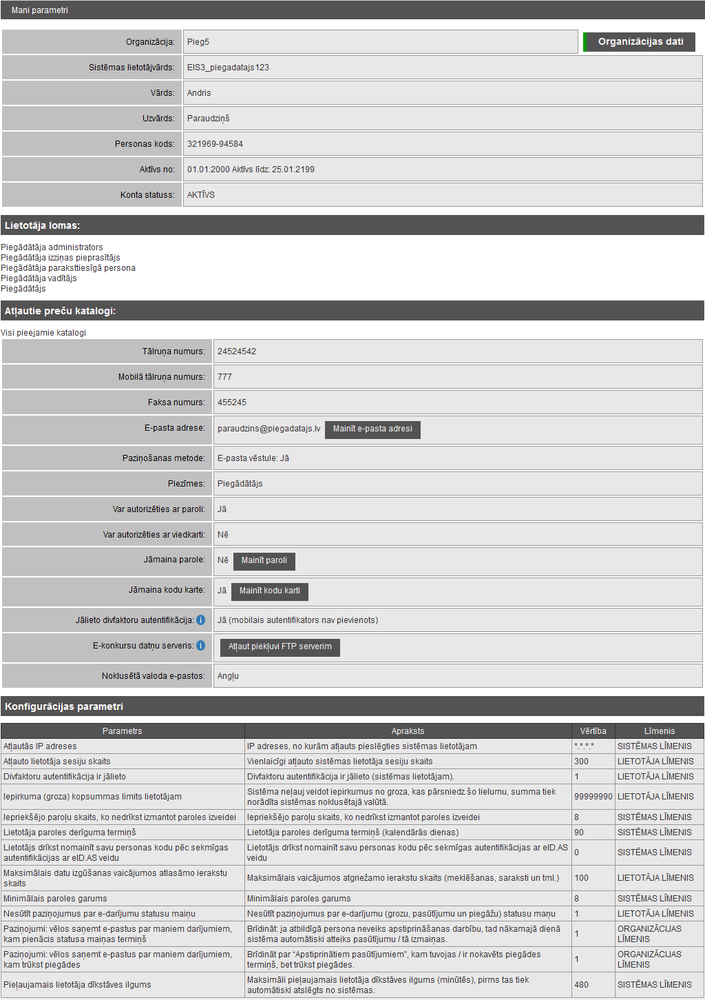 Mani parametri
Organizācija: Pieg5 Organizācijas dati
Sistēmas lietotājvārds: EIS3_piegadatajs123
Vārds: Andris
Uzvārds: Paraudziņš
Personas kods: 321969-94584
Aktīvs no: 01.01.2000 Aktīvs līdz: 25.01.2199
Konta statuss: AKTĪVS
Lietotāja lomas:
Piegādātāja administrators
Piegādātāja izziņas pieprasītājs
Piegādātāja paraksttiesīgā persona
Piegādātāja vadītājs
Piegādātājs
Atļautie preču katalogi:
Visi pieejamie katalogi
Tālruņa numurs: 24524542
Mobilā tālruņa numurs: 777
Faksa numurs: 455245
E-pasta adrese: paraudzins@piegadatajs.lv Mainīt e-pasta adresi
Paziņošanas metode: E-pasta vēstule: Jā
Piezīmes: Piegādātājs
Var autorizēties ar paroli: Jā
Var autorizēties ar viedkarti: Nē
Jāmaina parole: Nē Mainīt paroli
Jāmaina kodu karte: Jā Mainīt kodu karti
Jālieto divfaktoru autentifikācija: i Jā (mobilais autentifikators nav pievienots)
E-konkursu datņu serveris: i Atļaut piekļuvi FTP serverim
Noklusētā valoda e-pastos: Angļu
Konfigurācijas parametri
Parametrs Apraksts Vērtība Līmenis
Atļautās IP adreses IP adreses, no kurām atļauts pieslēgties sistēmas lietotājam *.*.*.* SISTĒMAS LĪMENIS
Atļauto lietotāja sesiju skaits Vienlaicīgi atļauto sistēmas lietotāja sesiju skaits 300 LIETOTĀJA LĪMENIS
Divfaktoru autentifikācija ir jālieto Divfaktoru autentifikācija ir jālieto (sistēmas lietotājam). 1 LIETOTĀJA LĪMENIS
Iepirkuma (groza) kopsummas limits lietotājam Sistēma neļauj veidot iepirkumus no groza, kas pārsniedz šo lielumu, summa tiek
norādīta sistēmas noklusētajā valūtā. 99999990 LIETOTĀJA LĪMENIS
Iepriekšējo paroļu skaits, ko nedrīkst izmantot paroles izveidei Iepriekšējo paroļu skaits, ko nedrīkst izmantot paroles izveidei 8 SISTĒMAS LĪMENIS
Lietotāja paroles derīguma termiņš Lietotāja paroles derīguma termiņš (kalendārās dienas) 90 SISTĒMAS LĪMENIS
Lietotājs drīkst nomainīt savu personas kodu pēc sekmīgas
autentifikācijas ar eID.AS veidu Lietotājs drīkst nomainīt savu personas kodu pēc sekmīgas autentifikācijas ar eID.AS
veidu 0 SISTĒMAS LĪMENIS
Maksimālais datu izgūšanas vaicājumos atlasāmo ierakstu
skaits Maksimālais vaicājumos atgriežamo ierakstu skaits (meklēšanas, saraksti un tml.) 100 LIETOTĀJA LĪMENIS
Minimālais paroles garums Minimālais paroles garums 8 SISTĒMAS LĪMENIS
Nesūtīt paziņojumus par e-darījumu statusu maiņu Nesūtīt paziņojumus par e-darījumu (grozu, pasūtījumu un piegāžu) statusu maņu 1 LIETOTĀJA LĪMENIS
Paziņojumi: vēlos saņemt e-pastus par maniem darījumiem,
kam pienācis statusa maiņas termiņš Brīdināt: ja atbildīgā persona neveiks apstiprināšanas darbību, tad nākamajā dienā
sistēma automātiski atteiks pasūtījumu / tā izmaiņas. 1 ORGANIZĀCIJAS
LĪMENIS
Paziņojumi: vēlos saņemt e-pastus par maniem darījumiem,
kam trūkst piegādes Brīdināt par “Apstiprinātiem pasūtījumiem”, kam tuvojas / ir nokavēts piegādes
termiņš, bet trūkst piegādes. 1 ORGANIZĀCIJAS
LĪMENIS
Pieļaujamais lietotāja dīkstāves ilgums Maksimāli pieļaujamais lietotāja dīkstāves ilgums (minūtēs), pirms tas tiek
automātiski atslēgts no sistēmas. 480 SISTĒMAS LĪMENIS